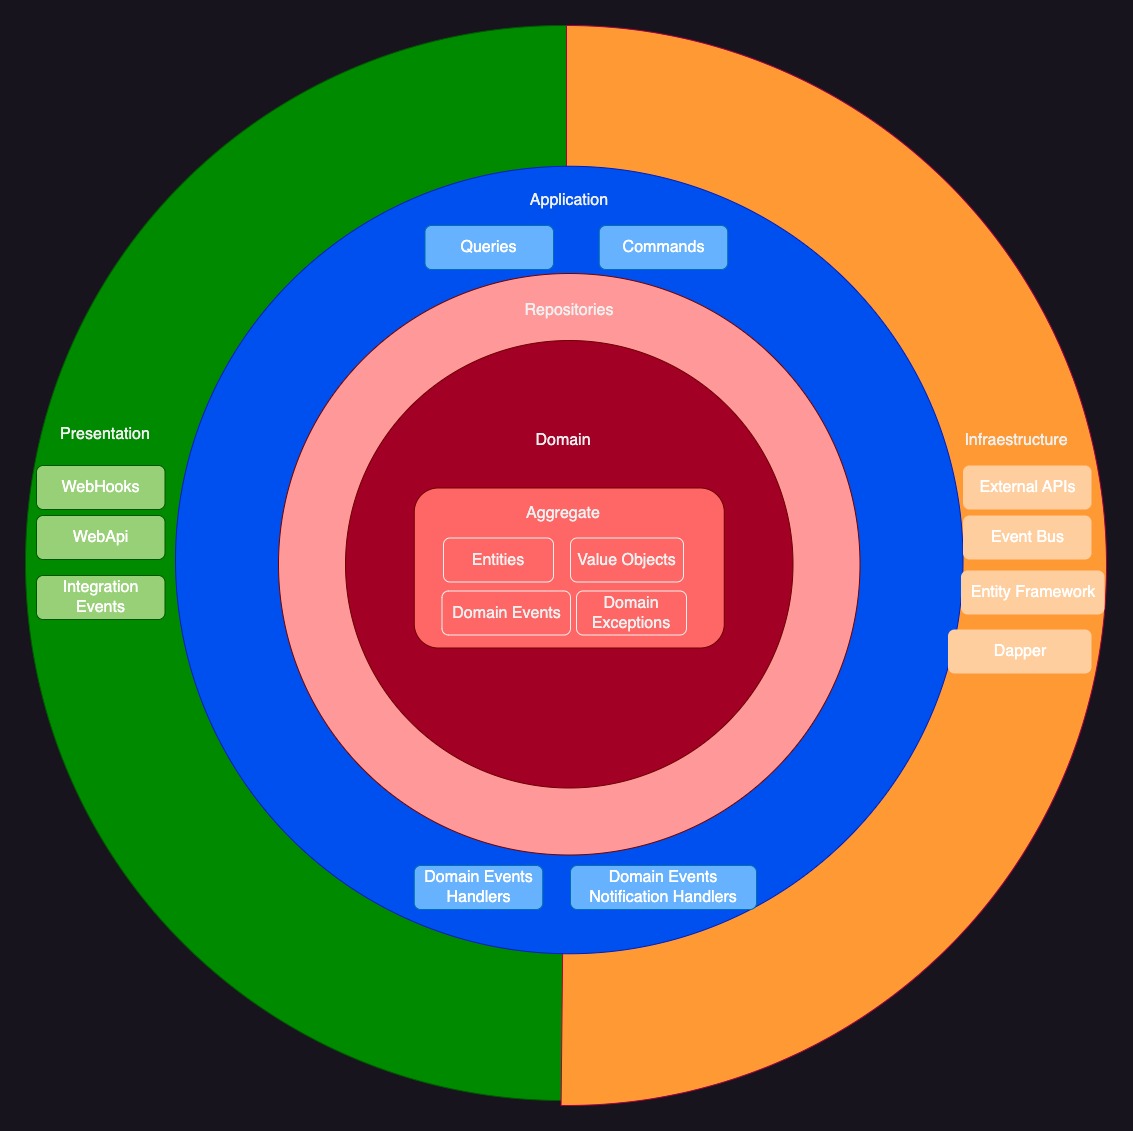 Application
Queries
Commands
Repositories
Domain
Presentation
WebHooks
WebApi
Integration
Events
Aggregate
Entities
Value Objects
Domain Events
Domain
Exceptions
Infraestructure
External APIs
Event Bus
Entity Framework
Dapper
Domain Events
Handlers
Domain Events
Notification Handlers